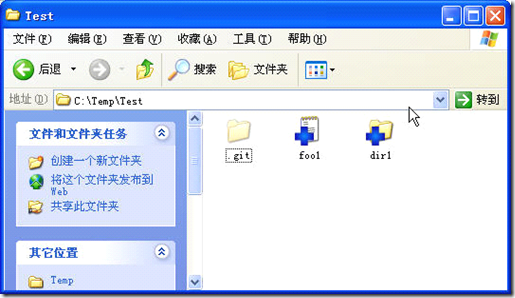 Test
文件(F) 编辑(E) 查看(V) 收藏(A) 工具(T) 帮助(H)
后退 搜索 文件夹
地址(D) C:\Temp\Test 转到
文件和文件夹任务
创建一个新文件夹
将这个文件夹发布到
Web
共享此文件夹
其它位置
Temp
.git foo1 dir1